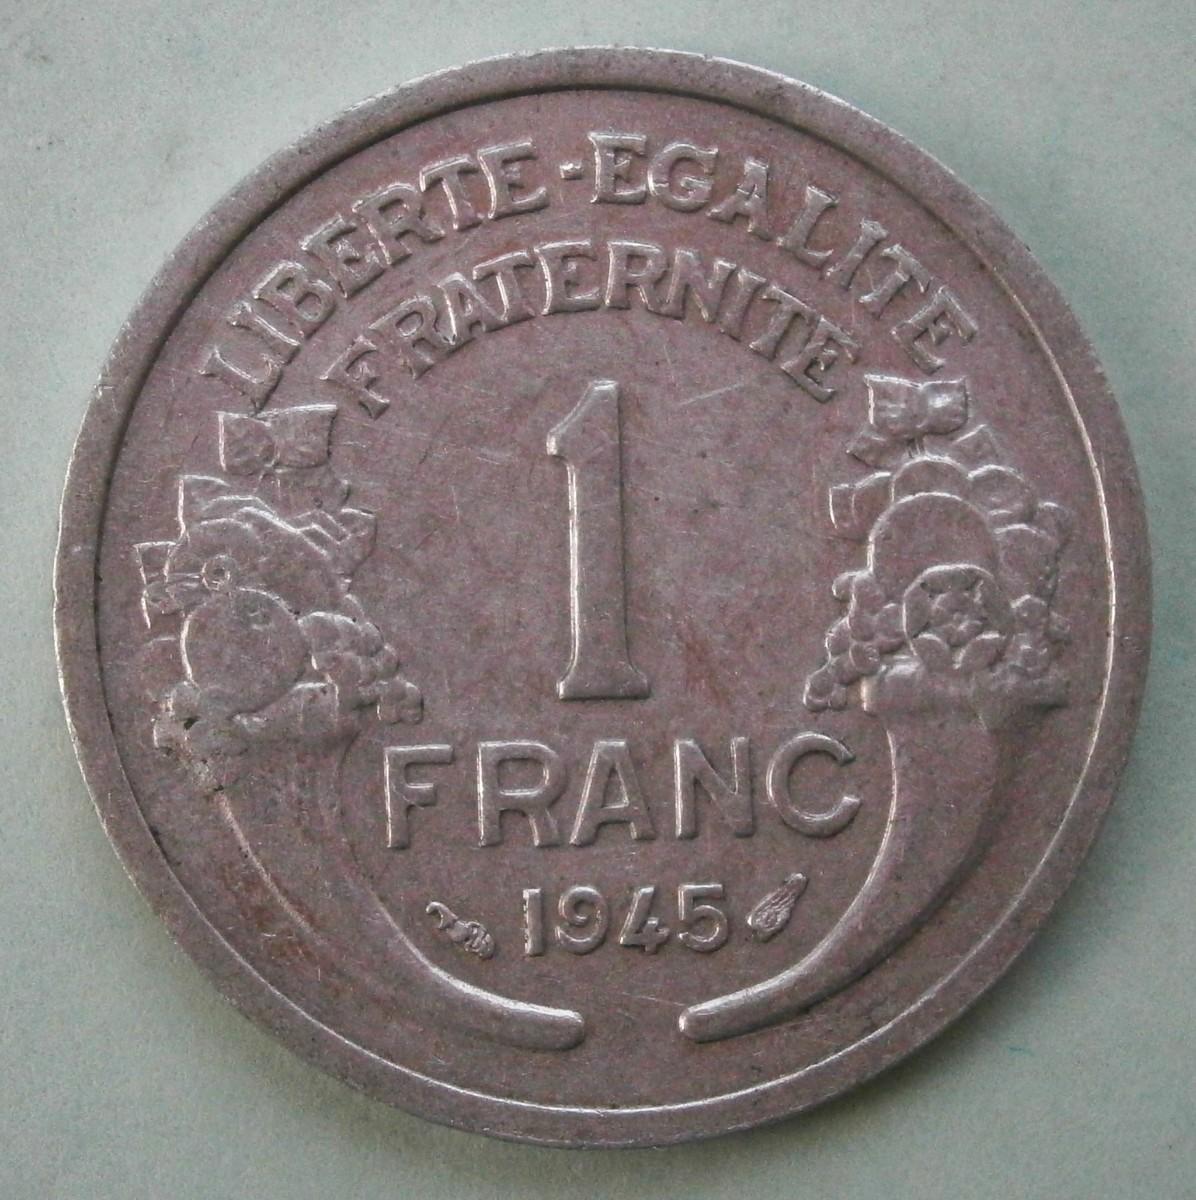 LIBERTE-EGALITE
FRATERNITE
1
FRANC
1945